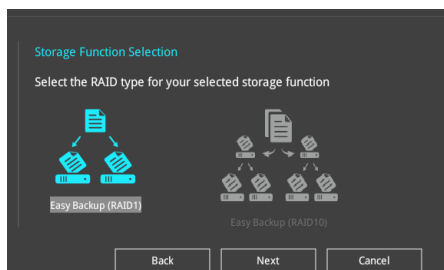 Storage Function Selection
Select the RAID type for your selected storage function
Easy Backup (RAID1)
Easy Backup (RAID10)
Back
Next
Cancel